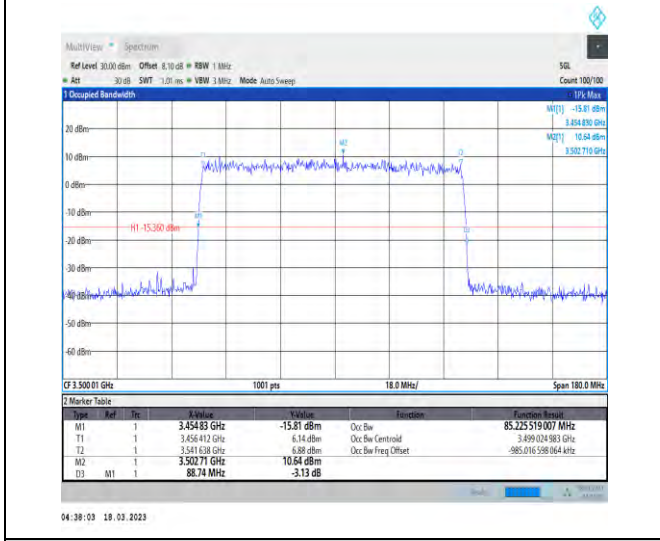 MultiView Spectrum
Ref Level 30.00 dBm Offset 8.10 dB RBW 1 MHz SGL
Att 30 dB SWT 1.01 ms VBW 3 MHz Mode Auto Sweep Count 100/100
1 Occupied Bandwidth 1Pk Max
M1[1] -15.81 dBm
3.454 830 GHz
M2[1] 10.64 dBm
3.502 710 GHz
20 dBm
M2
10 dBm
0 dBm
-10 dBm
H1 -15.360 dBm
-20 dBm
-30 dBm
-40 dBm
-50 dBm
-60 dBm
CF 3.500 01 GHz 1001 pts 18.0 MHz/ Span 180.0 MHz
2 Marker Table
Type Ref Trc X-Value Y-Value Function Function Result
M1 1 3.454 83 GHz -15.81 dBm Occ Bw 85.225 519 007 MHz
T1 1 3.456 412 GHz 6.14 dBm Occ Bw Centroid 3.499 024 983 GHz
T2 1 3.541 638 GHz 6.88 dBm Occ Bw Freq Offset -985.016 598 064 kHz
M2 1 3.502 71 GHz 10.64 dBm
D3 M1 1 88.74 MHz -3.13 dB
04:38:03 18.03.2023